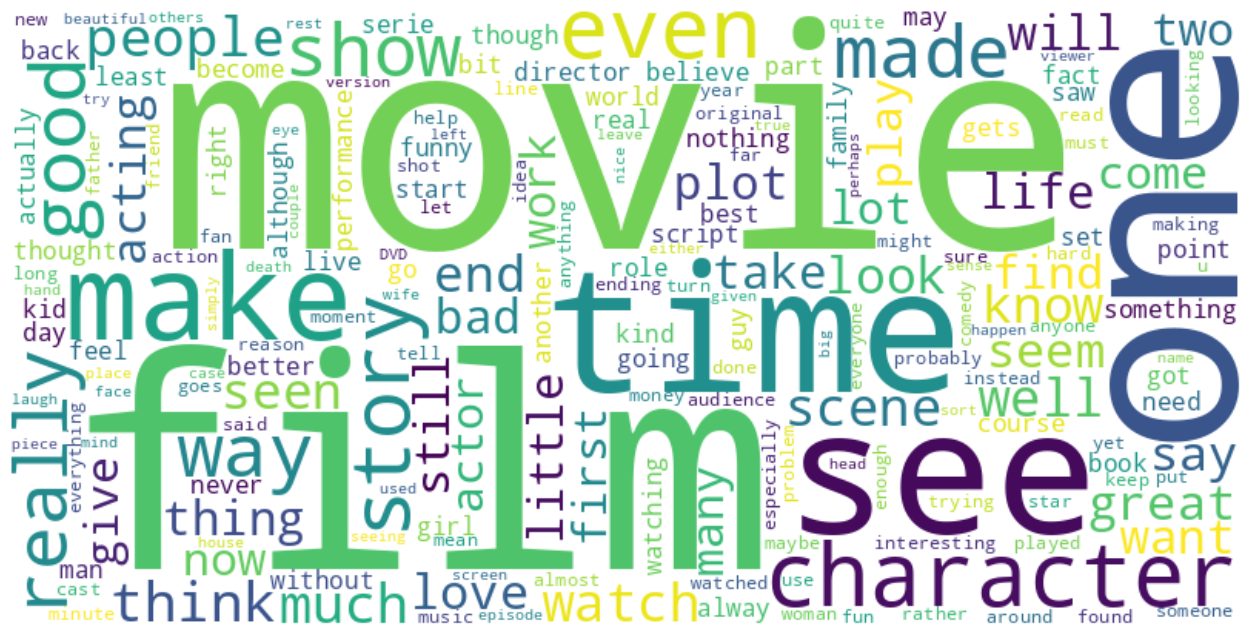 new beautiful others rest serie though even quite may will two
back people show bit director believe part made fact viewer
least become version line world year family saw looking
try good acting movie one
actually father friend right eye although couple performance help left funny shot start let idea work real leave nice original nothing true far plot best perhaps play gets read must
life come
lot
thought fan action death live DVD go anything script either role might set making point u
long hand kid day make simply moment wife end bad another ending turn time given take look sure sense find hard know something
feel reason better tell kind going guy done big everyone comedy probably happen anyone seem
place face case goes seen story still actor little first money audience scene instead sort well course name got need
laugh really film see
piece everything mind said way never give thing used girl mean seeing watching many especially problem head enough trying star yet book keep put say great want
man now house maybe interesting played
cast minute think without much love screen music episode almost watch watched alway use woman fun character rather around found someone